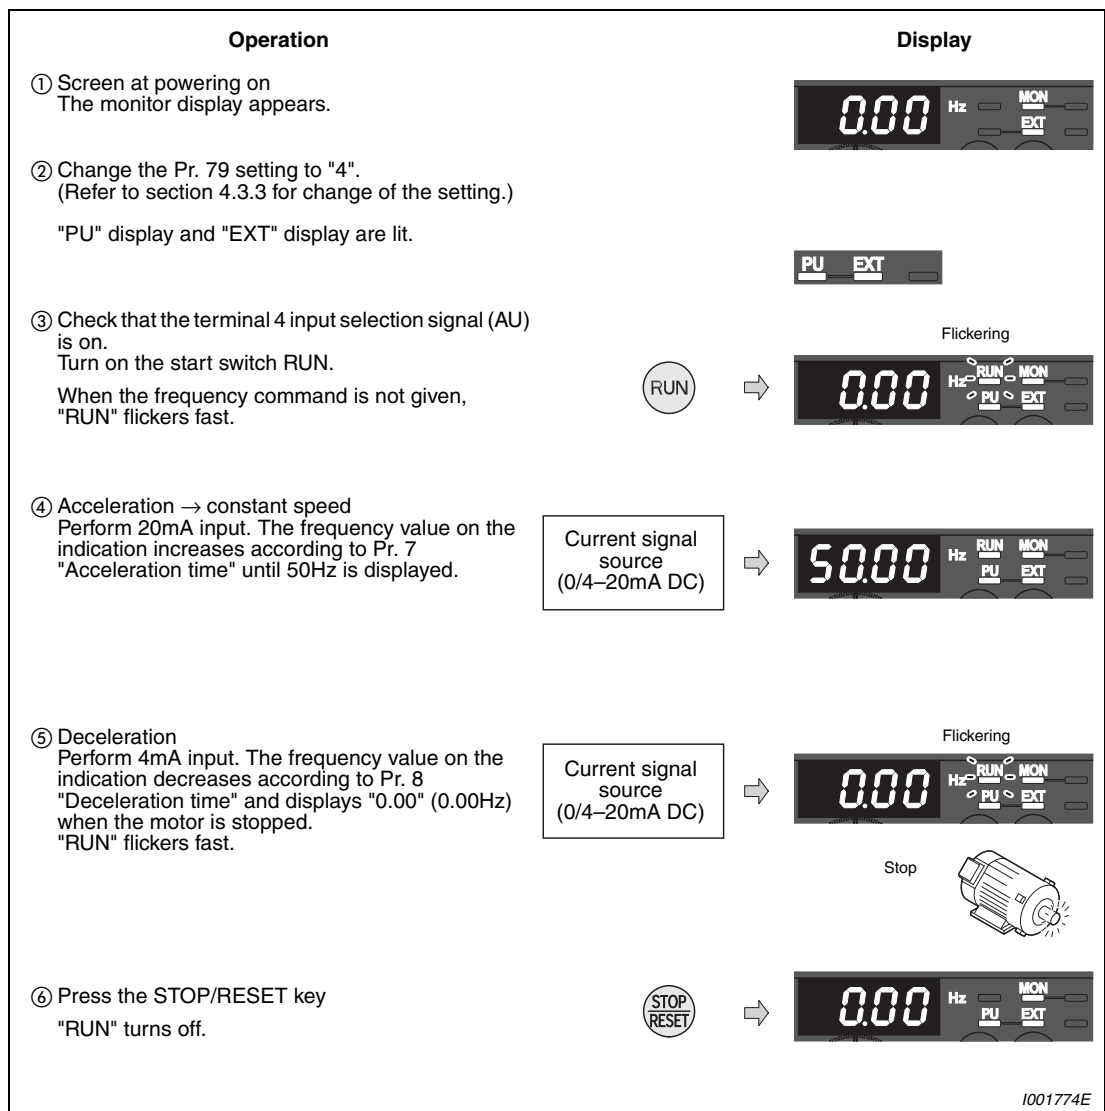 Operation
Display
① Screen at powering on
The monitor display appears.
0.00 Hz MON
EXT
② Change the Pr. 79 setting to "4".
(Refer to section 4.3.3 for change of the setting.)
"PU" display and "EXT" display are lit.
PU EXT
③ Check that the terminal 4 input selection signal (AU)
is on.
Turn on the start switch RUN.
When the frequency command is not given,
"RUN" flickers fast.
RUN
Flickering
0.00 Hz RUN MON
PU EXT
④ Acceleration → constant speed
Perform 20mA input. The frequency value on the
indication increases according to Pr. 7
"Acceleration time" until 50Hz is displayed.
Current signal
source
(0/4–20mA DC)
50.00 Hz RUN MON
PU EXT
⑤ Deceleration
Perform 4mA input. The frequency value on the
indication decreases according to Pr. 8
"Deceleration time" and displays "0.00" (0.00Hz)
when the motor is stopped.
"RUN" flickers fast.
Current signal
source
(0/4–20mA DC)
Flickering
0.00 Hz RUN MON
PU EXT
Stop
⑥ Press the STOP/RESET key
"RUN" turns off.
STOP
RESET
0.00 Hz MON
PU EXT
I001774E